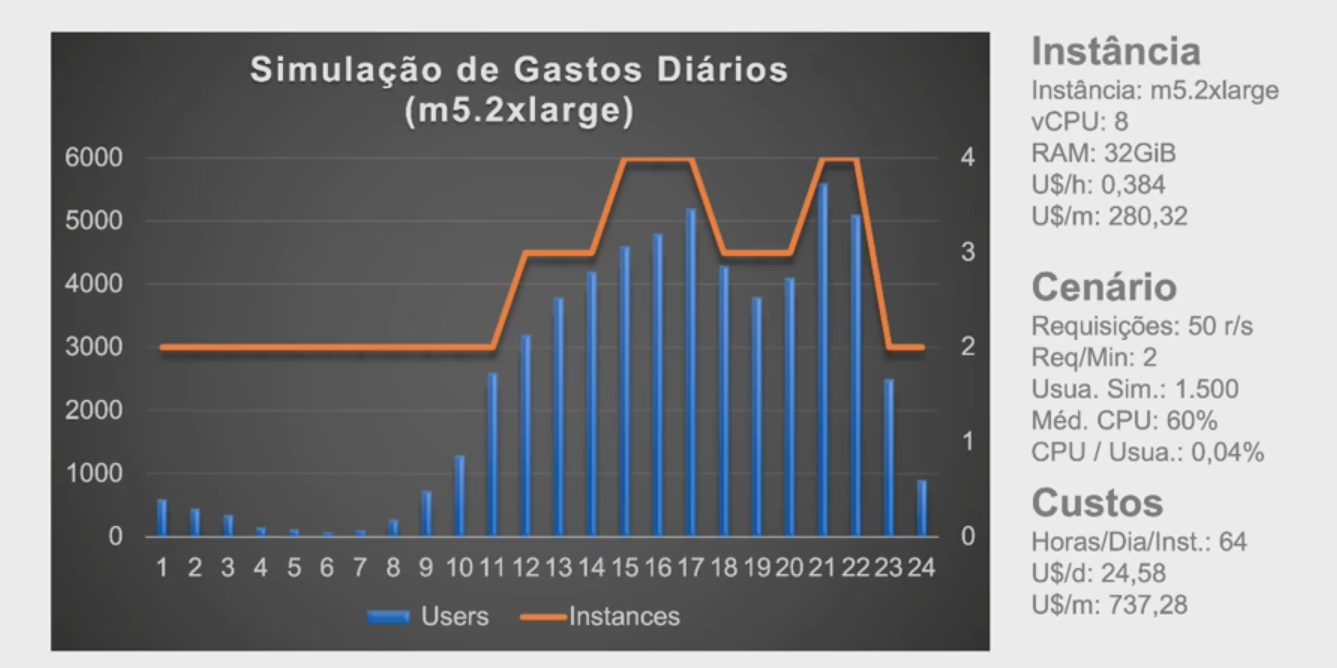 Simulação de Gastos Diários
(m5.2xlarge)
6000
5000
4000
3000
2000
1000
0
4
3
2
1
0
1 2 3 4 5 6 7 8 9 10 11 12 13 14 15 16 17 18 19 20 21 22 23 24
Users Instances
Instância
Instância: m5.2xlarge
vCPU: 8
RAM: 32GiB
U$/h: 0,384
U$/m: 280,32
Cenário
Requisições: 50 r/s
Req/Min: 2
Usua. Sim.: 1.500
Méd. CPU: 60%
CPU / Usua.: 0,04%
Custos
Horas/Dia/Inst.: 64
U$/d: 24,58
U$/m: 737,28